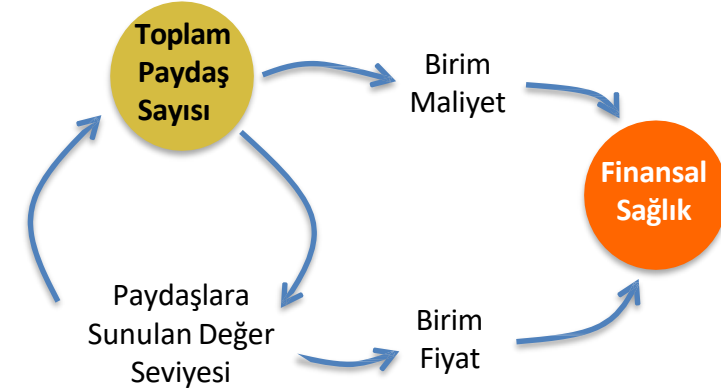 Toplam
Paydaş
Sayısı
Birim
Maliyet
Finansal
Sağlık
Paydaşlara
Sunulan Değer
Seviyesi
Birim
Fiyat